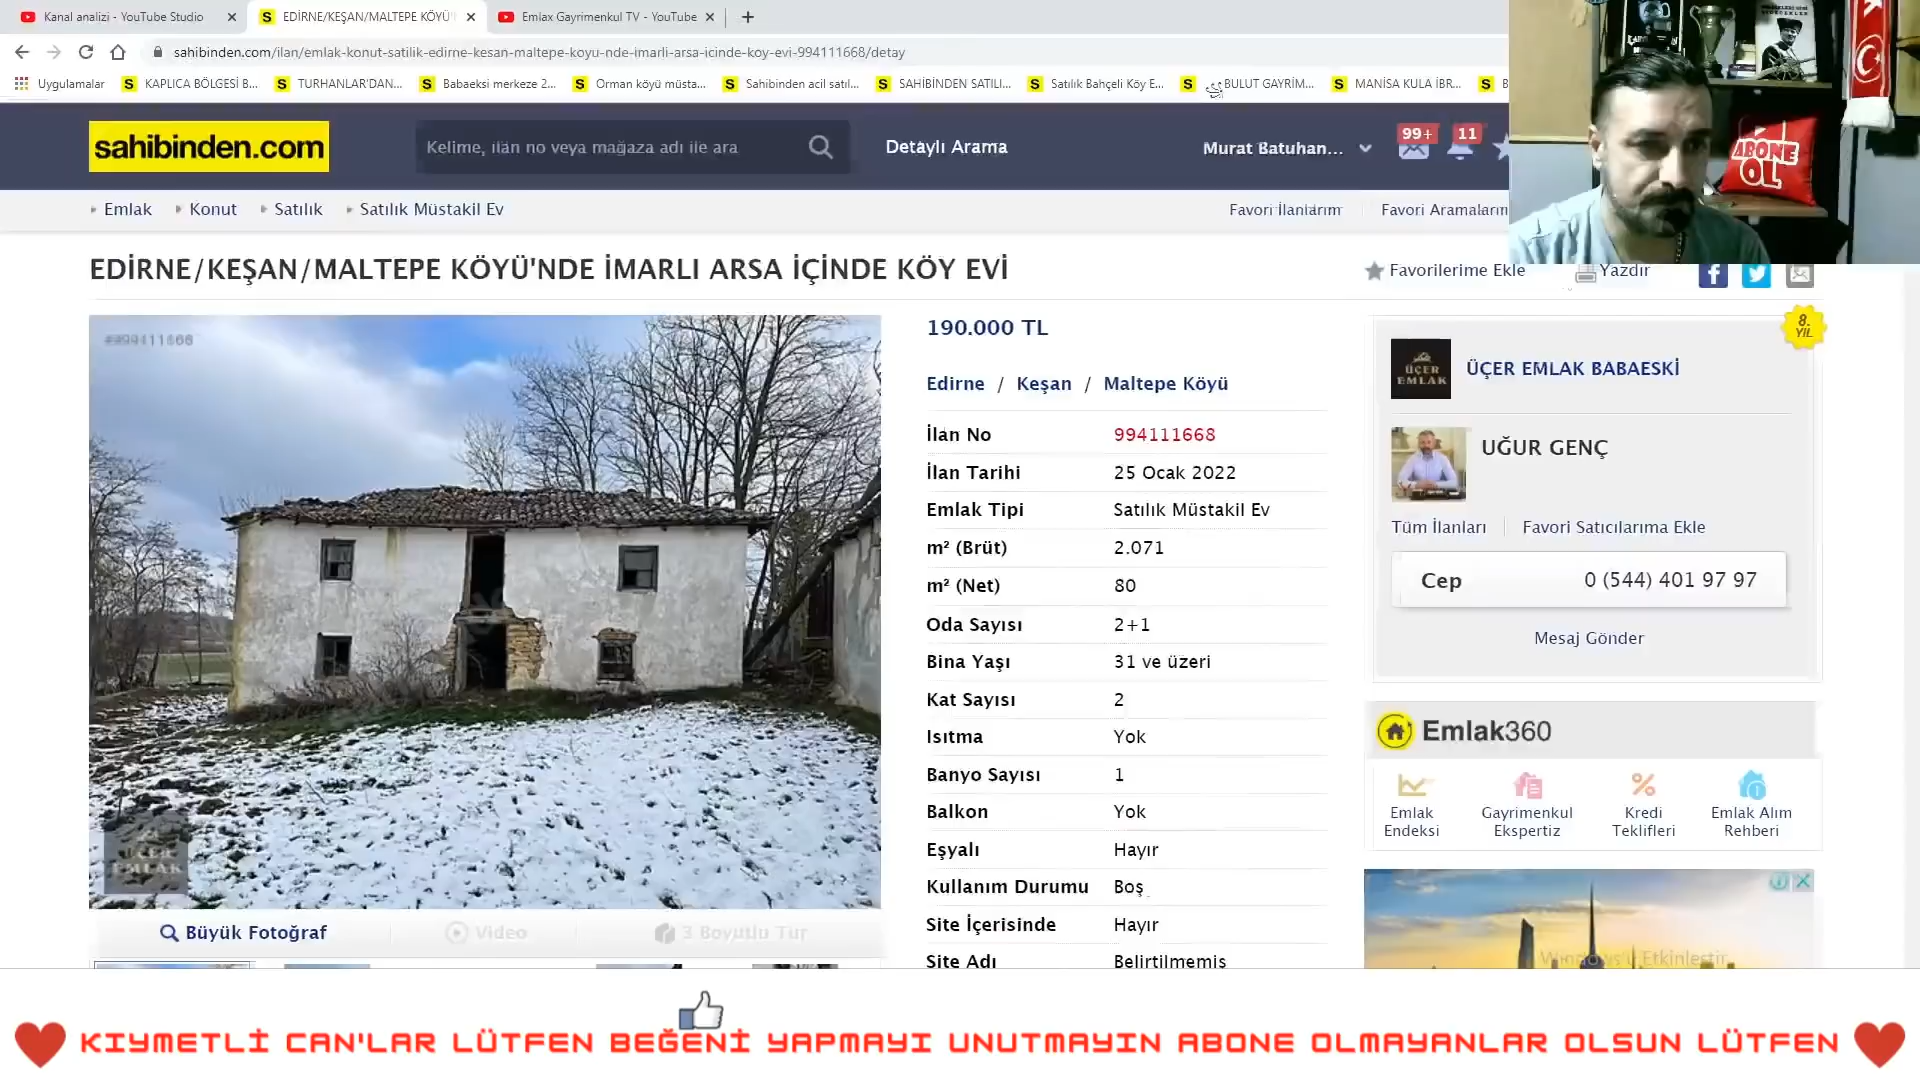 Kanal analizi - YouTube Studio
EDİRNE/KEŞAN/MALTEPE KÖYÜ'
Emlax Gayrimenkul TV - YouTube
sahibinden.com/ilan/emlak-konut-satilik-edirne-kesan-maltepe-koyu-nde-imarli-arsa-icinde-koy-evi-994111668/detay
Uygulamalar
KAPLICA BÖLGESİ B...
TURHANLAR'DAN,...
Babaeksi merkeze 2...
Orman köyü müsta...
Sahibinden acil satıl...
SAHİBİNDEN SATILI...
Satılık Bahçeli Köy E...
BULUT GAYRİM...
MANİSA KULA İBR...
B
sahibinden.com
Kelime, ilan no veya mağaza adı ile ara
Detaylı Arama
Murat Batuhan...
99+
11
ABONE
OL
Emlak
Konut
Satılık
Satılık Müstakil Ev
Favori İlanlarım
Favori Aramalarım
EDİRNE/KEŞAN/MALTEPE KÖYÜ'NDE İMARLI ARSA İÇİNDE KÖY EVİ
Favorilerime Ekle
Yazdır
#994111668
ÜÇER
EMLAK
Büyük Fotoğraf
Video
3 Boyutlu Tur
190.000 TL
Edirne / Keşan / Maltepe Köyü
İlan No 994111668
İlan Tarihi 25 Ocak 2022
Emlak Tipi Satılık Müstakil Ev
m² (Brüt) 2.071
m² (Net) 80
Oda Sayısı 2+1
Bina Yaşı 31 ve üzeri
Kat Sayısı 2
Isıtma Yok
Banyo Sayısı 1
Balkon Yok
Eşyalı Hayır
Kullanım Durumu Boş
Site İçerisinde Hayır
Site Adı Belirtilmemiş
8.
YIL
ÜÇER
EMLAK
ÜÇER EMLAK BABAESKİ
UĞUR GENÇ
Tüm İlanları
Favori Satıcılarıma Ekle
Cep 0 (544) 401 97 97
Mesaj Gönder
Emlak360
Emlak
Endeksi
Gayrimenkul
Ekspertiz
Kredi
Teklifleri
Emlak Alım
Rehberi
Windows'u Etkinleştir
KIYMETLİ CAN'LAR LÜTFEN BEĞENİ YAPMAYI UNUTMAYIN ABONE OLMAYANLAR OLSUN LÜTFEN